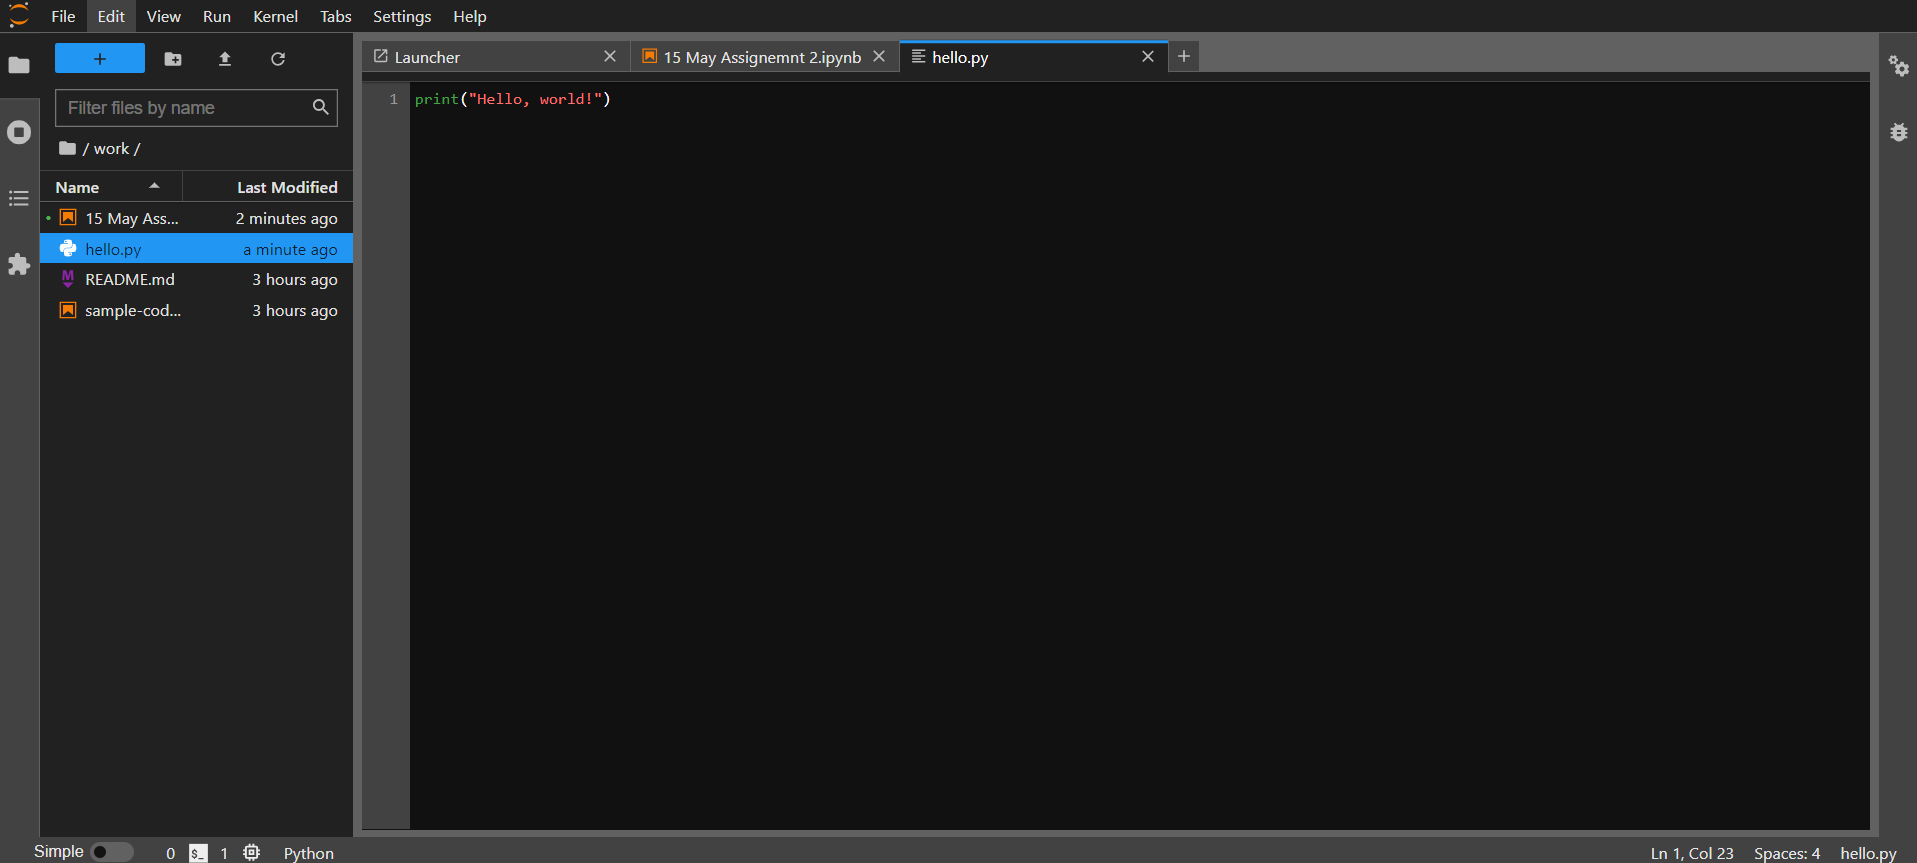 File Edit View Run Kernel Tabs Settings Help
Launcher 15 May Assignemnt 2.ipynb hello.py
Filter files by name
/ work /
Name Last Modified
15 May Ass... 2 minutes ago
hello.py a minute ago
README.md 3 hours ago
sample-cod... 3 hours ago
1 print("Hello, world!")
Simple 0 $_ 1 Python Ln 1, Col 23 Spaces: 4 hello.py